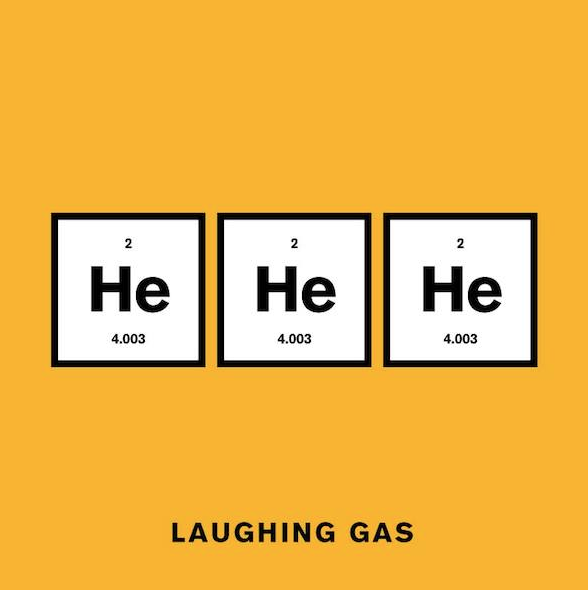 2 2 2
He He He
4.003 4.003 4.003
LAUGHING GAS